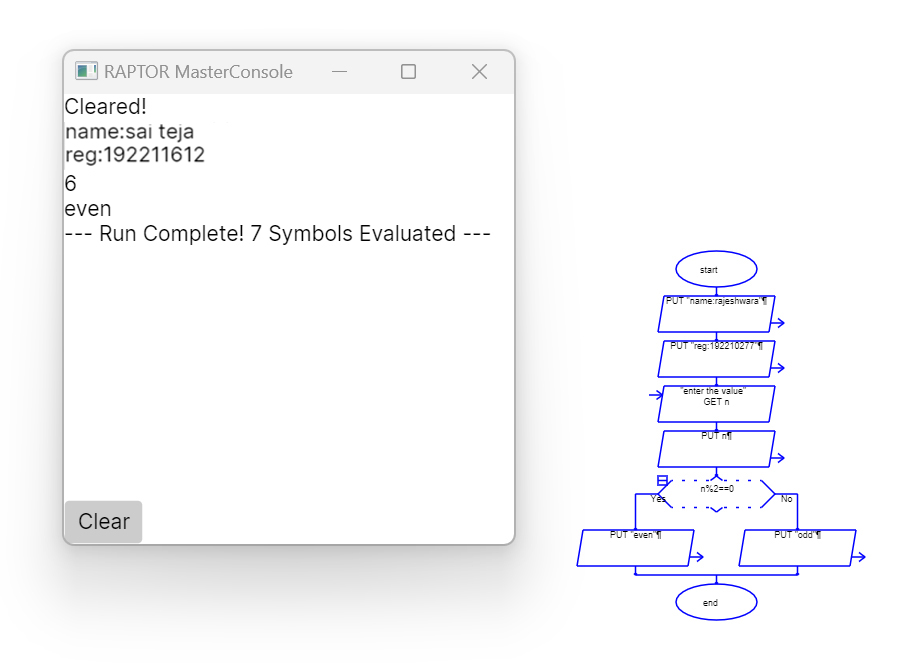 RAPTOR MasterConsole
Cleared!
name:sai teja
reg:192211612
6
even
--- Run Complete! 7 Symbols Evaluated ---
Clear
start
PUT "name:rajeshwara"¶
PUT "reg:192210277"¶
"enter the value"
GET n
PUT n¶
n%2==0
Yes
No
PUT "even"¶
PUT "odd"¶
end